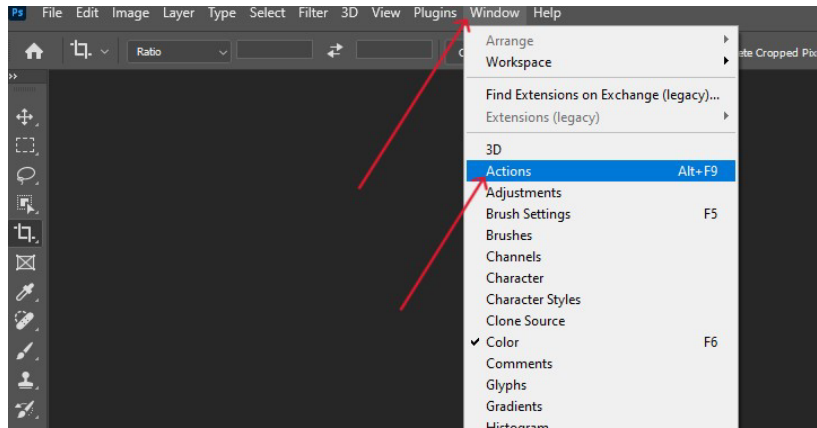 Ps File Edit Image Layer Type Select Filter 3D View Plugins Window Help
Ratio
Arrange
Workspace
Find Extensions on Exchange (legacy)...
Extensions (legacy)
3D
Actions Alt+F9
Adjustments
Brush Settings F5
Brushes
Channels
Character
Character Styles
Clone Source
Color F6
Comments
Glyphs
Gradients
Histogram
Cropped